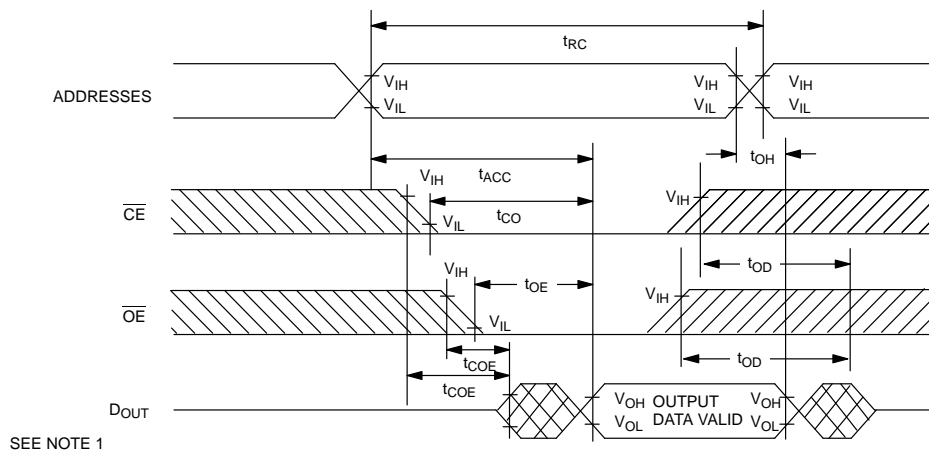 tRC
ADDRESSES
VIH
VIL
VIH
VIL
VIH
VIL
tOH
tACC
CE
VIH
VIL
tCO
VIH
tOD
OE
VIH
VIL
tOE
VIH
tOD
tCOE
tCOE
DOUT
VOH
VOL
OUTPUT
DATA VALID
VOH
VOL
SEE NOTE 1